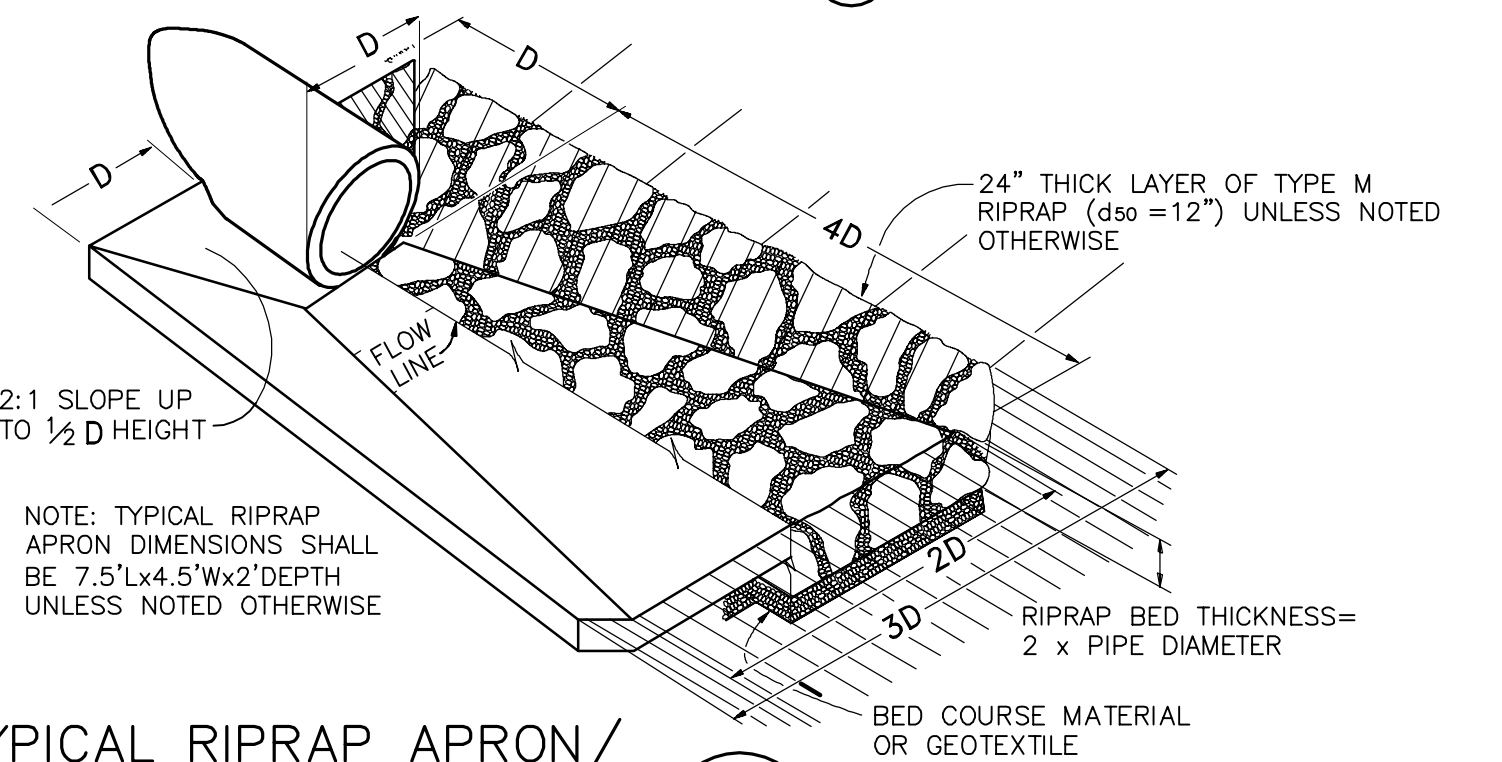 D
D
D
4D
24" THICK LAYER OF TYPE M
RIPRAP (d50 =12") UNLESS NOTED
OTHERWISE
FLOW
LINE
2:1 SLOPE UP
TO 1/2 D HEIGHT
NOTE: TYPICAL RIPRAP
APRON DIMENSIONS SHALL
BE 7.5'Lx4.5'Wx2'DEPTH
UNLESS NOTED OTHERWISE
2D
3D
RIPRAP BED THICKNESS=
2 x PIPE DIAMETER
BED COURSE MATERIAL
OR GEOTEXTILE
YPICAL RIPRAP APRON/